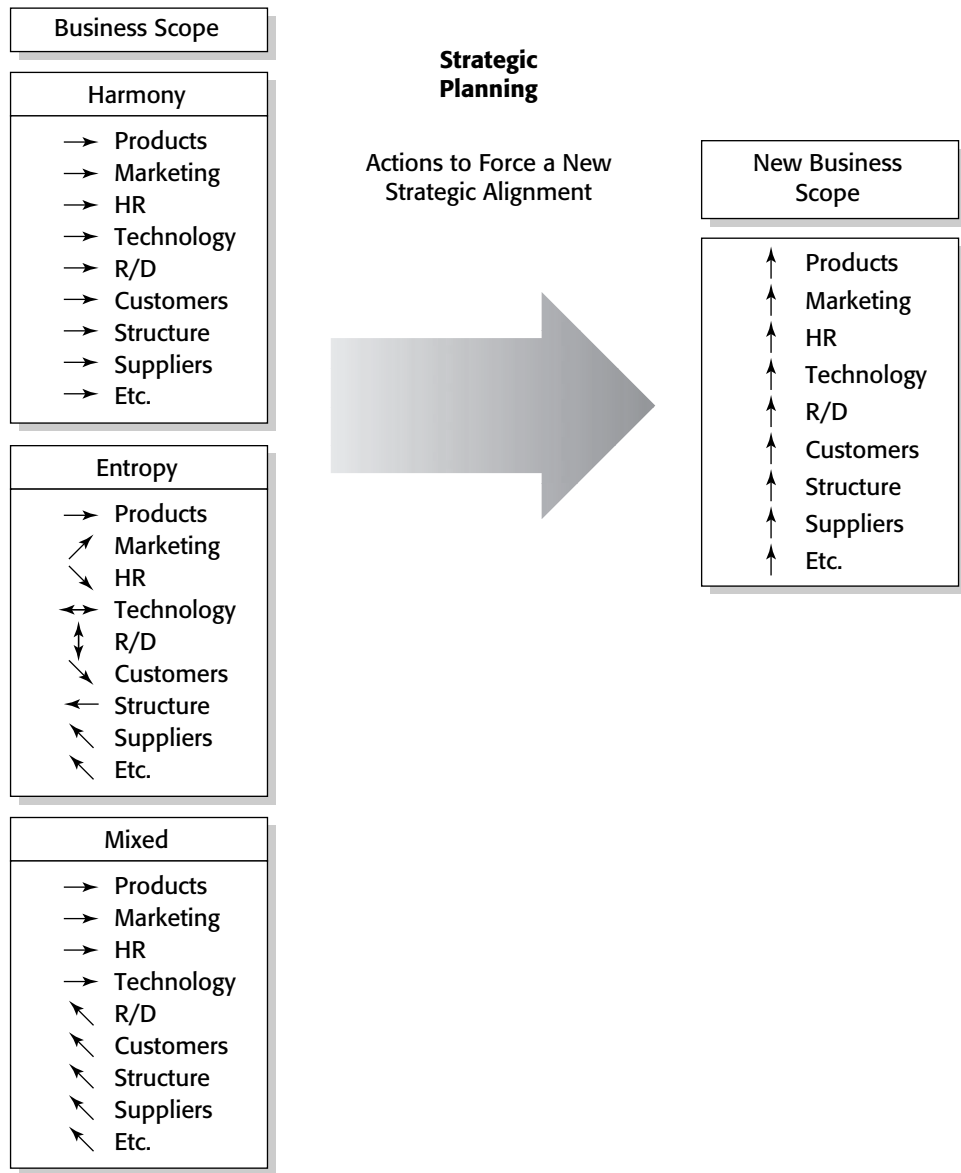 Business Scope
Harmony
Products
Marketing
HR
Technology
R/D
Customers
Structure
Suppliers
Etc.
Entropy
Products
Marketing
HR
Technology
R/D
Customers
Structure
Suppliers
Etc.
Mixed
Products
Marketing
HR
Technology
R/D
Customers
Structure
Suppliers
Etc.
Strategic
Planning
Actions to Force a New
Strategic Alignment
New Business
Scope
Products
Marketing
HR
Technology
R/D
Customers
Structure
Suppliers
Etc.